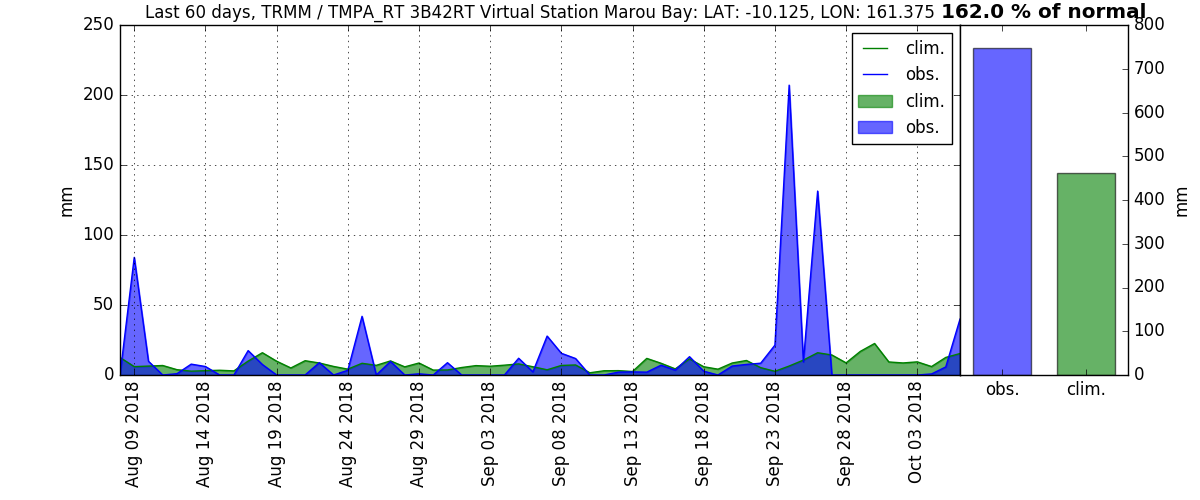 Last 60 days, TRMM / TMPA_RT 3B42RT Virtual Station Marou Bay: LAT: -10.125, LON: 161.375 162.0 % of normal
250
200
150
100
50
0
mm
clim.
obs.
clim.
obs.
Aug 09 2018
Aug 14 2018
Aug 19 2018
Aug 24 2018
Aug 29 2018
Sep 03 2018
Sep 08 2018
Sep 13 2018
Sep 18 2018
Sep 23 2018
Sep 28 2018
Oct 03 2018
800
700
600
500
400
300
200
100
0
mm
obs.
clim.